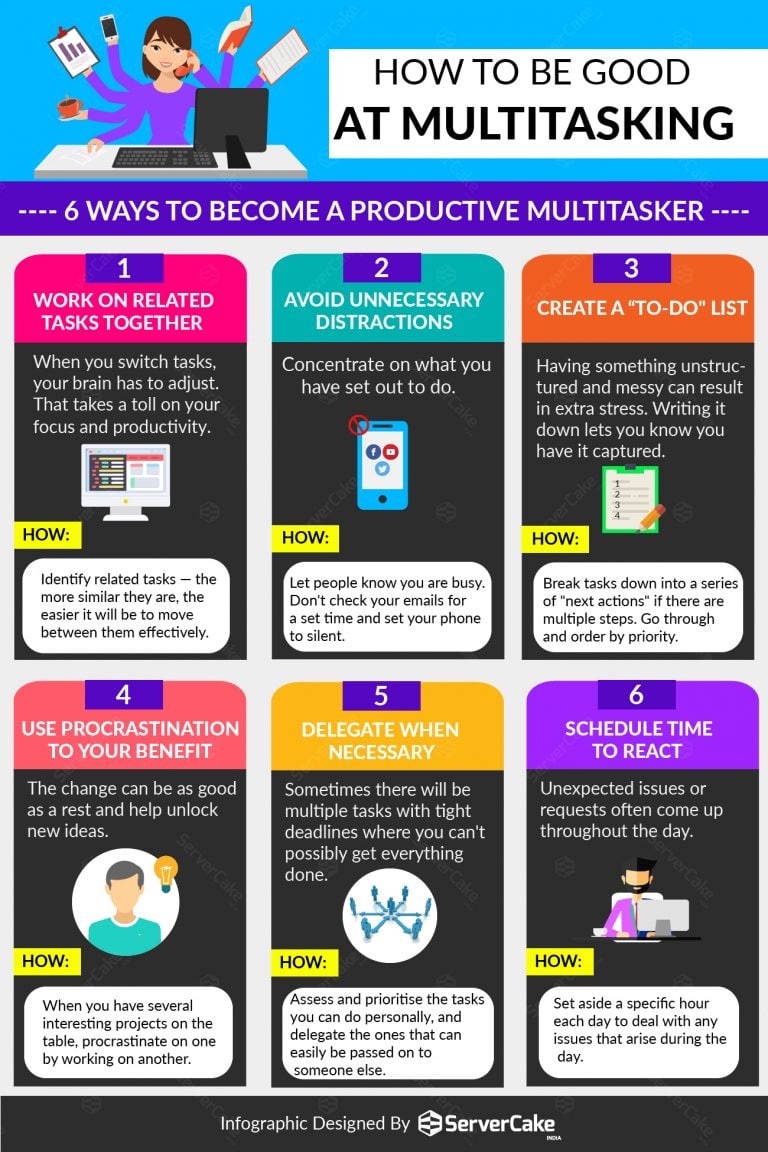 HOW TO BE GOOD
AT MULTITASKING
---- 6 WAYS TO BECOME A PRODUCTIVE MULTITASKER ----
1
WORK ON RELATED
TASKS TOGETHER
When you switch tasks,
your brain has to adjust.
That takes a toll on your
focus and productivity.
HOW:
Identify related tasks — the
more similar they are, the
easier it will be to move
between them effectively.
2
AVOID UNNECESSARY
DISTRACTIONS
Concentrate on what you
have set out to do.
HOW:
Let people know you are busy.
Don't check your emails for
a set time and set your phone
to silent.
3
CREATE A “TO-DO" LIST
Having something unstruc-
tured and messy can result
in extra stress. Writing it
down lets you know you
have it captured.
1
2
3
4
HOW:
Break tasks down into a series
of "next actions" if there are
multiple steps. Go through
and order by priority.
4
USE PROCRASTINATION
TO YOUR BENEFIT
The change can be as good
as a rest and help unlock
new ideas.
HOW:
When you have several
interesting projects on the
table, procrastinate on one
by working on another.
5
DELEGATE WHEN
NECESSARY
Sometimes there will be
multiple tasks with tight
deadlines where you can't
possibly get everything
done.
HOW:
Assess and prioritise the tasks
you can do personally, and
delegate the ones that can
easily be passed on to
someone else.
6
SCHEDULE TIME
TO REACT
Unexpected issues or
requests often come up
throughout the day.
HOW:
Set aside a specific hour
each day to deal with any
issues that arise during the
day.
Infographic Designed By ServerCake
INDIA